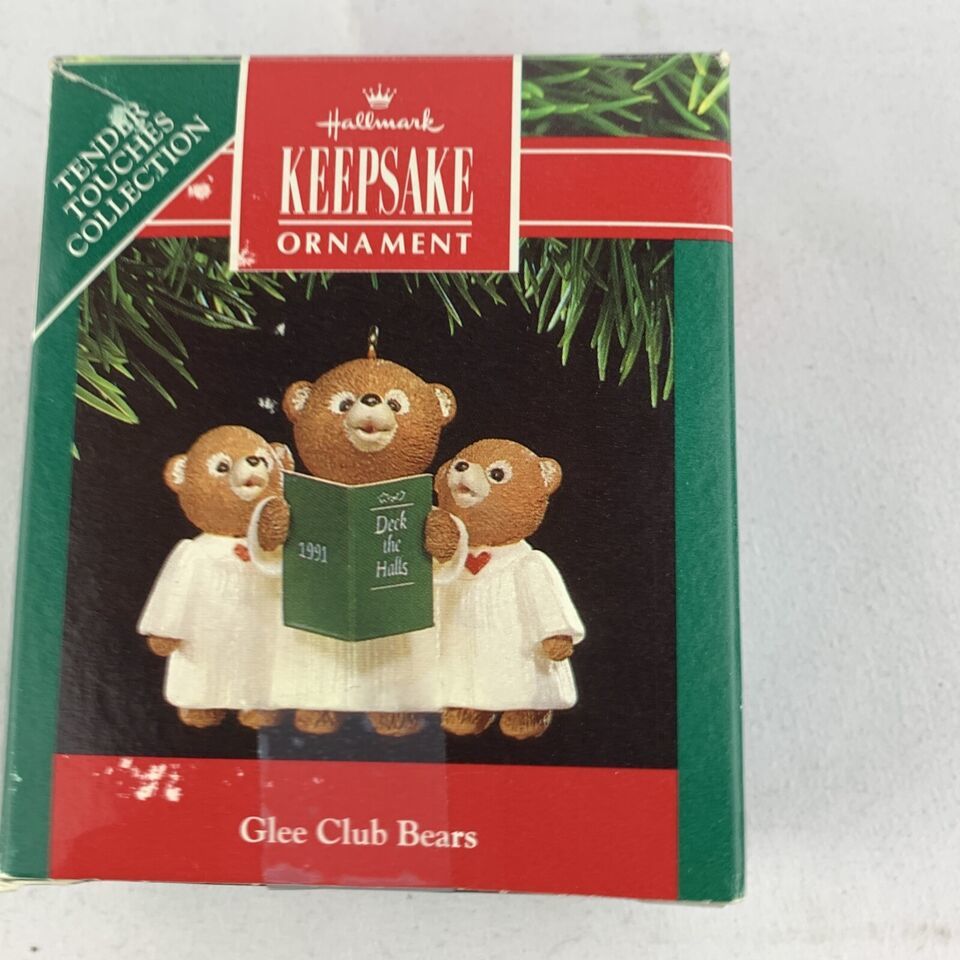 TENDER
TOUCHES
COLLECTION
Hallmark
KEEPSAKE
ORNAMENT
1991
Deck
the
Halls
Glee Club Bears